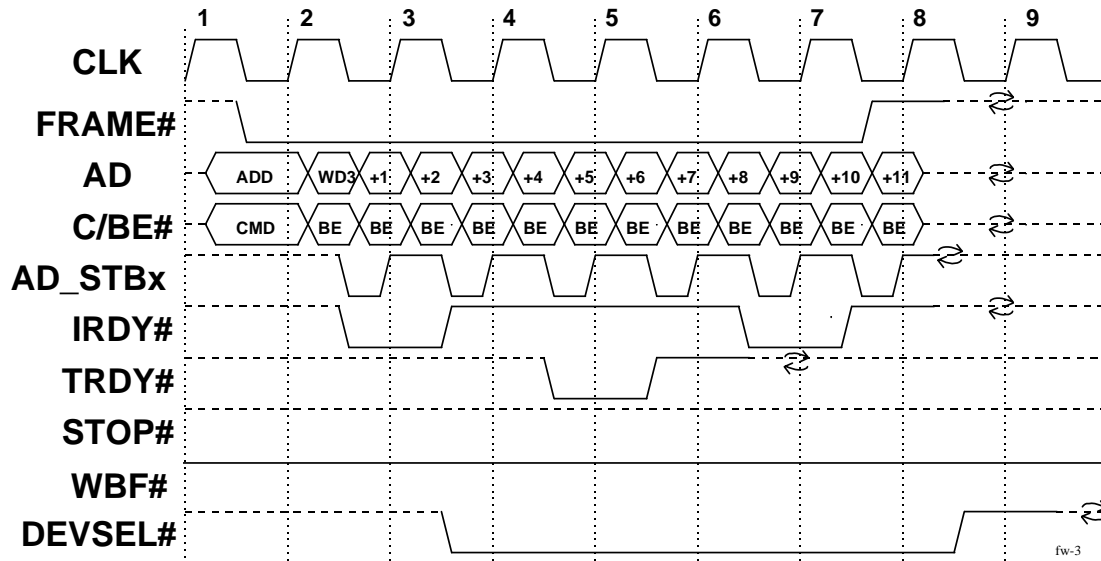 1 2 3 4 5 6 7 8 9
CLK
FRAME#
AD ADD WD3 +1 +2 +3 +4 +5 +6 +7 +8 +9 +10 +11
C/BE# CMD BE BE BE BE BE BE BE BE BE BE BE BE
AD_STBx
IRDY#
TRDY#
STOP#
WBF#
DEVSEL#
fw-3